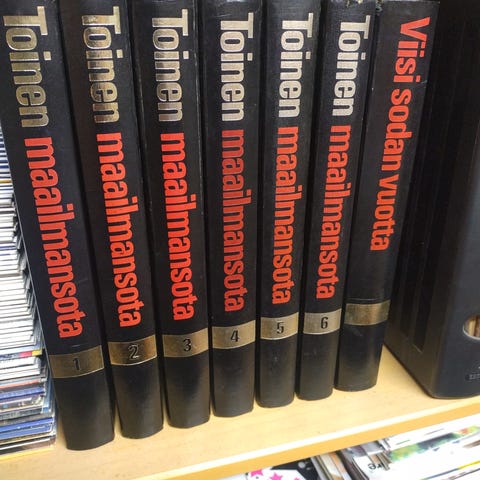 Toinen maailmansota
1
Toinen maailmansota
2
Toinen maailmansota
3
Toinen maailmansota
4
Toinen maailmansota
5
Toinen maailmansota
6
Viisi sodan vuotta